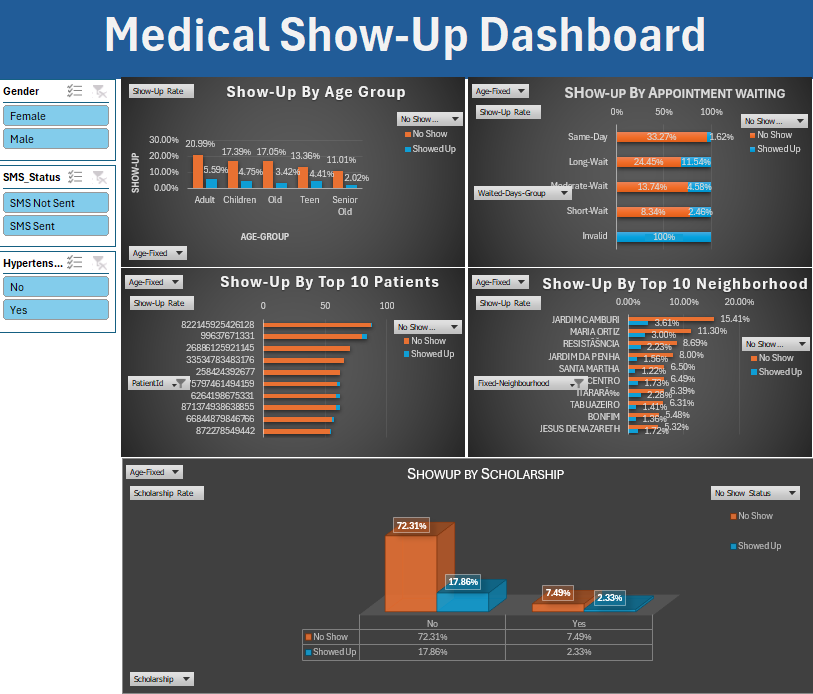 Medical Show-Up Dashboard
Gender
Female
Male
SMS_Status
SMS Not Sent
SMS Sent
Hypertens...
No
Yes
Show-Up Rate
Show-Up By Age Group
No Show...
No Show
Showed Up
SHOW-UP
30.00%
20.00%
10.00%
0.00%
20.99%
5.59%
17.39%
4.75%
17.05%
3.42%
13.36%
4.41%
11.01%
2.02%
Adult
Children
Old
Teen
Senior
Old
AGE-GROUP
Age-Fixed
Age-Fixed
SHow-Up By Appointment waiting
Show-Up Rate
0% 50% 100%
No Show...
No Show
Showed Up
Same-Day 33.27% 1.62%
Long-Wait 24.45% 11.54%
Moderate-Wait 13.74% 4.58%
Waited-Days-Group
Short-Wait 8.34% 2.46%
Invalid 100%
Age-Fixed
Show-Up By Top 10 Patients
Show-Up Rate
0 50 100
No Show...
No Show
Showed Up
822145925426128
99637671331
2688612591145
33534783483176
258424392677
PatientId
75797461494159
6264198675331
871374938638855
66844879846766
872278549442
Age-Fixed
Show-Up By Top 10 Neighborhood
Show-Up Rate
0.00% 10.00% 20.00%
No Show...
No Show
Showed Up
JARDIM CAMBURI 15.41%
3.61%
MARIA ORTIZ 11.30%
3.00%
RESISTÃŠNCIA 8.69%
2.23%
JARDIM DA PENHA 8.00%
1.56%
SANTA MARTHA 6.50%
1.22%
Fixed-Neighbourhood
CENTRO 6.49%
1.73%
ITARARÃ‰ 6.39%
2.28%
TABUAZEIRO 6.31%
1.41%
BONFIM 5.48%
1.36%
JESUS DE NAZARETH 5.32%
1.72%
Age-Fixed
Showup by Scholarship
Scholarship Rate
No Show Status
No Show
Showed Up
72.31%
17.86%
7.49%
2.33%
No Yes
No Show 72.31% 7.49%
Showed Up 17.86% 2.33%
Scholarship